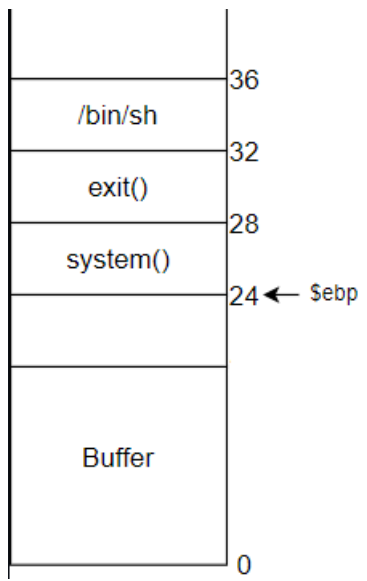 36
/bin/sh
32
exit()
28
system()
24 $ebp
Buffer
0